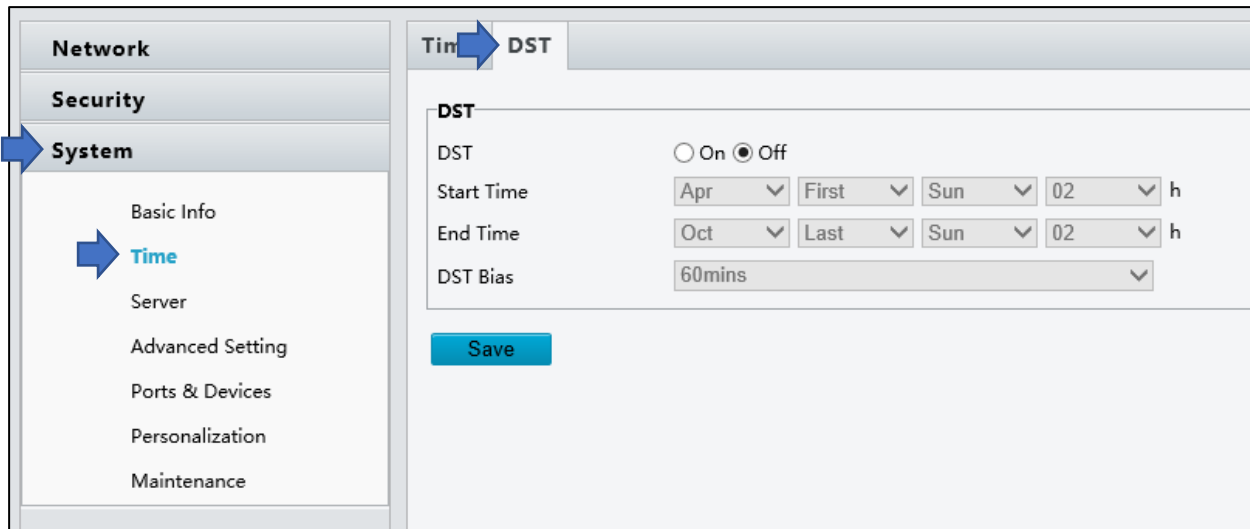 Network
Security
System
Basic Info
Time
Server
Advanced Setting
Ports & Devices
Personalization
Maintenance
DST
DST
DST On Off
Start Time Apr First Sun 02 h
End Time Oct Last Sun 02 h
DST Bias 60mins
Save